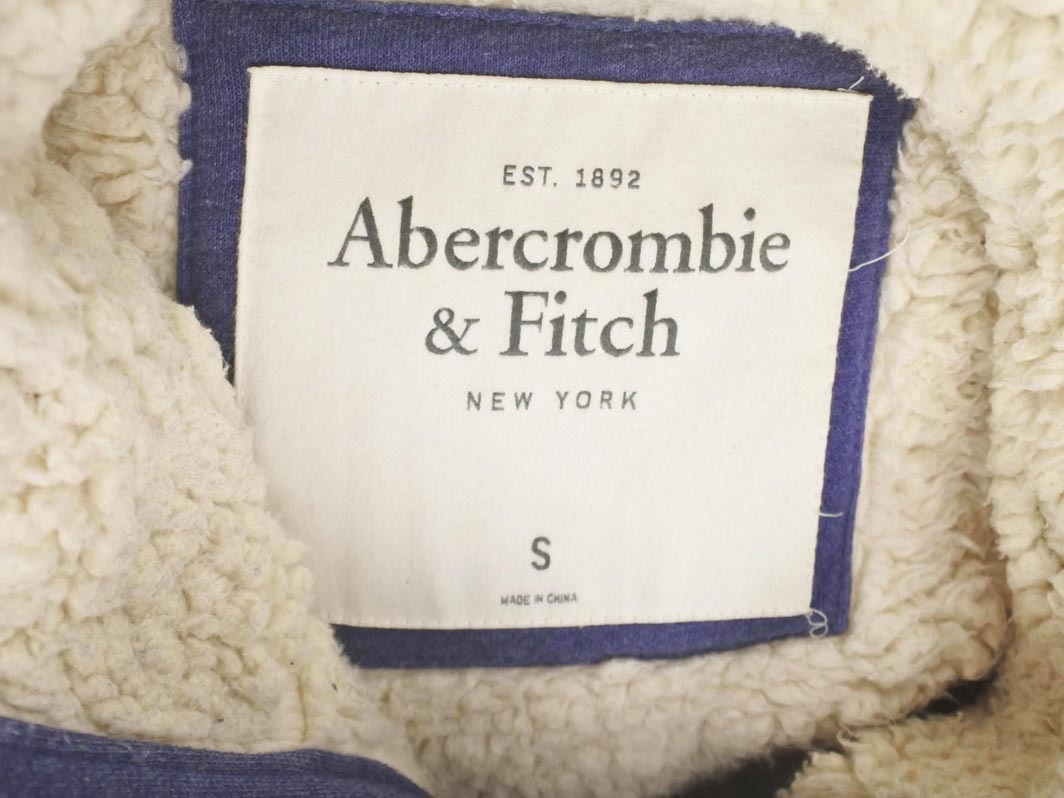 EST. 1892
Abercrombie
& Fitch
NEW YORK
S
MADE IN CHINA